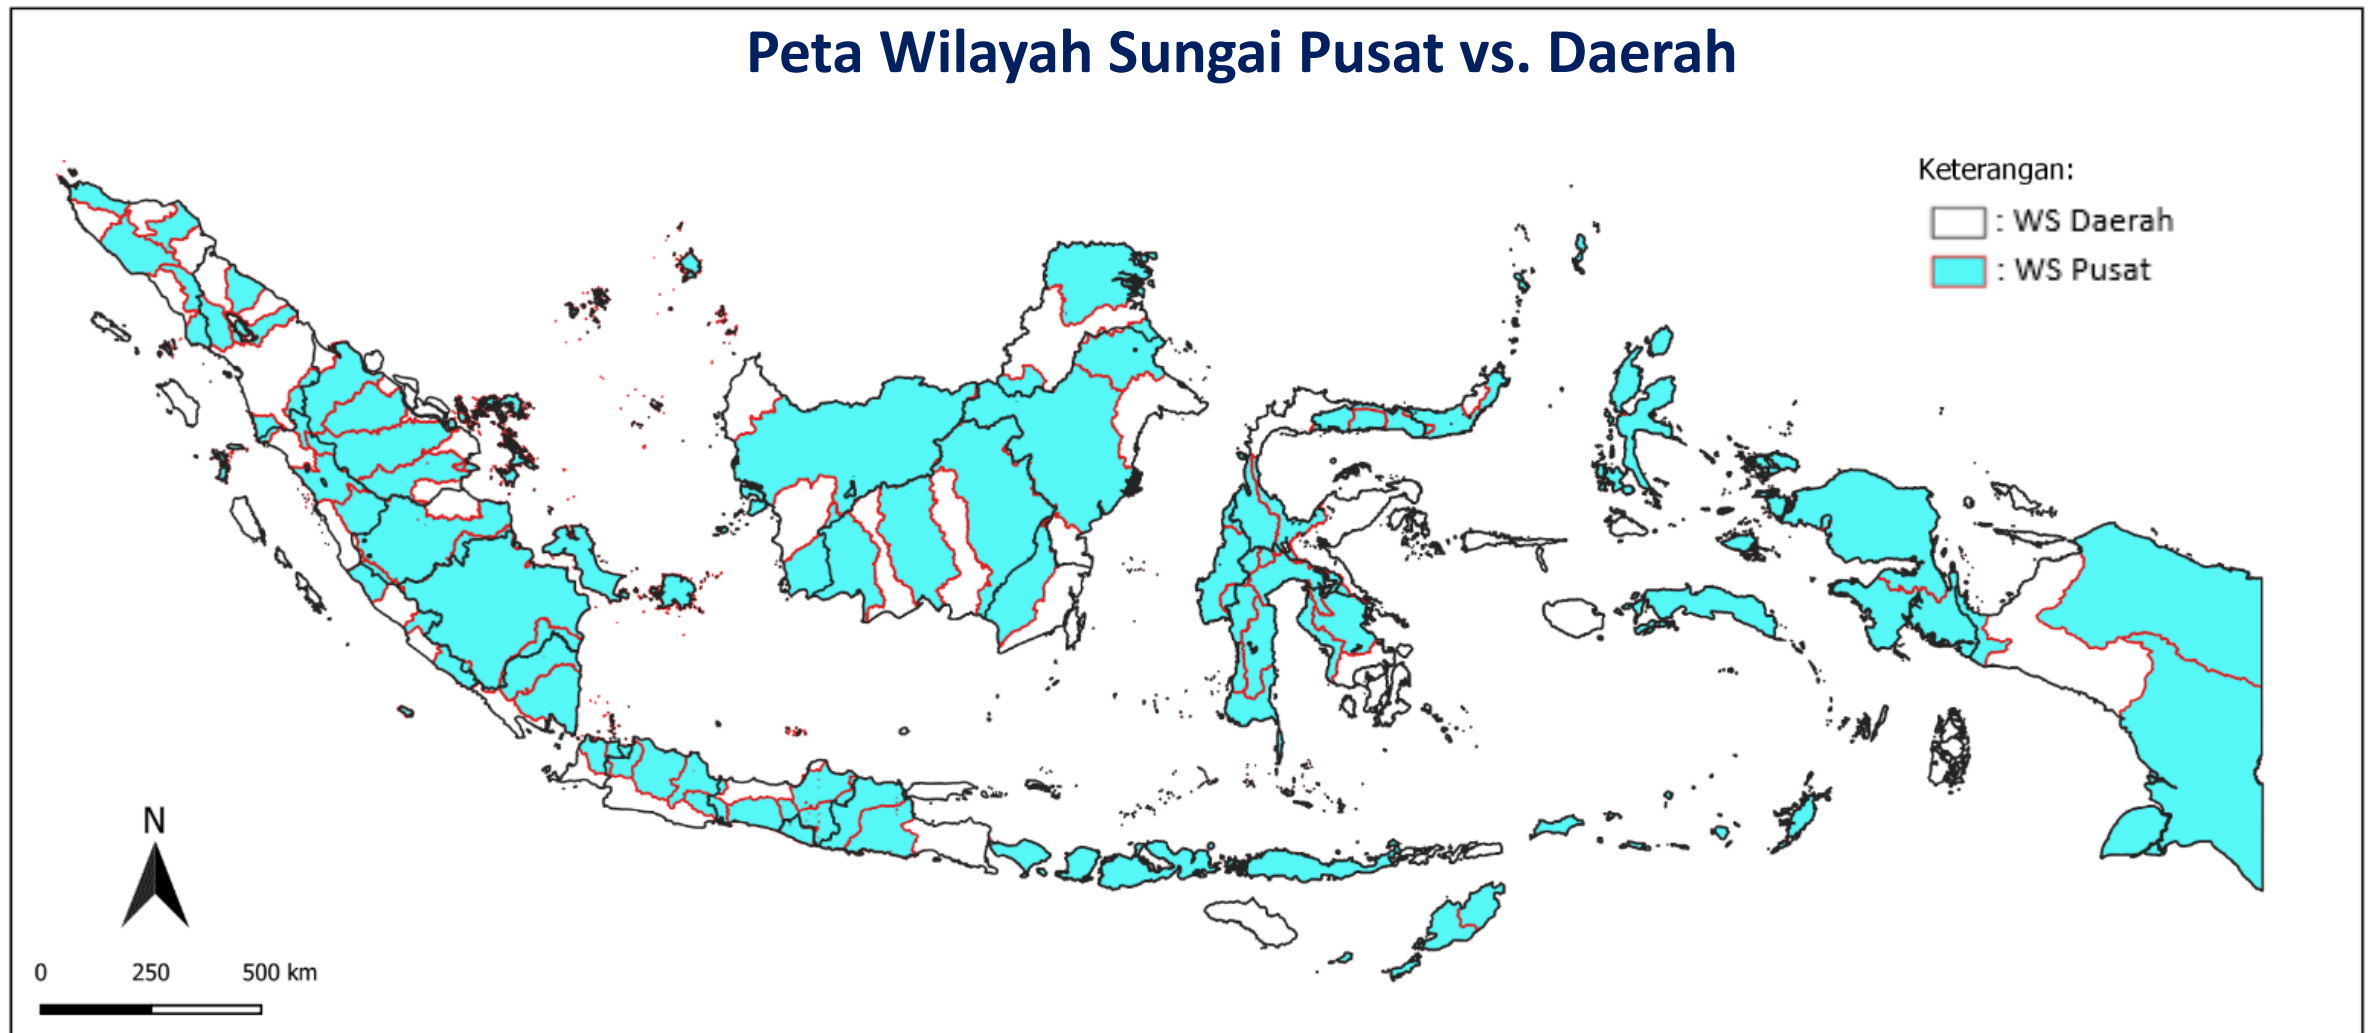 Peta Wilayah Sungai Pusat vs. Daerah
Keterangan:
: WS Daerah
: WS Pusat
N
0 250 500 km